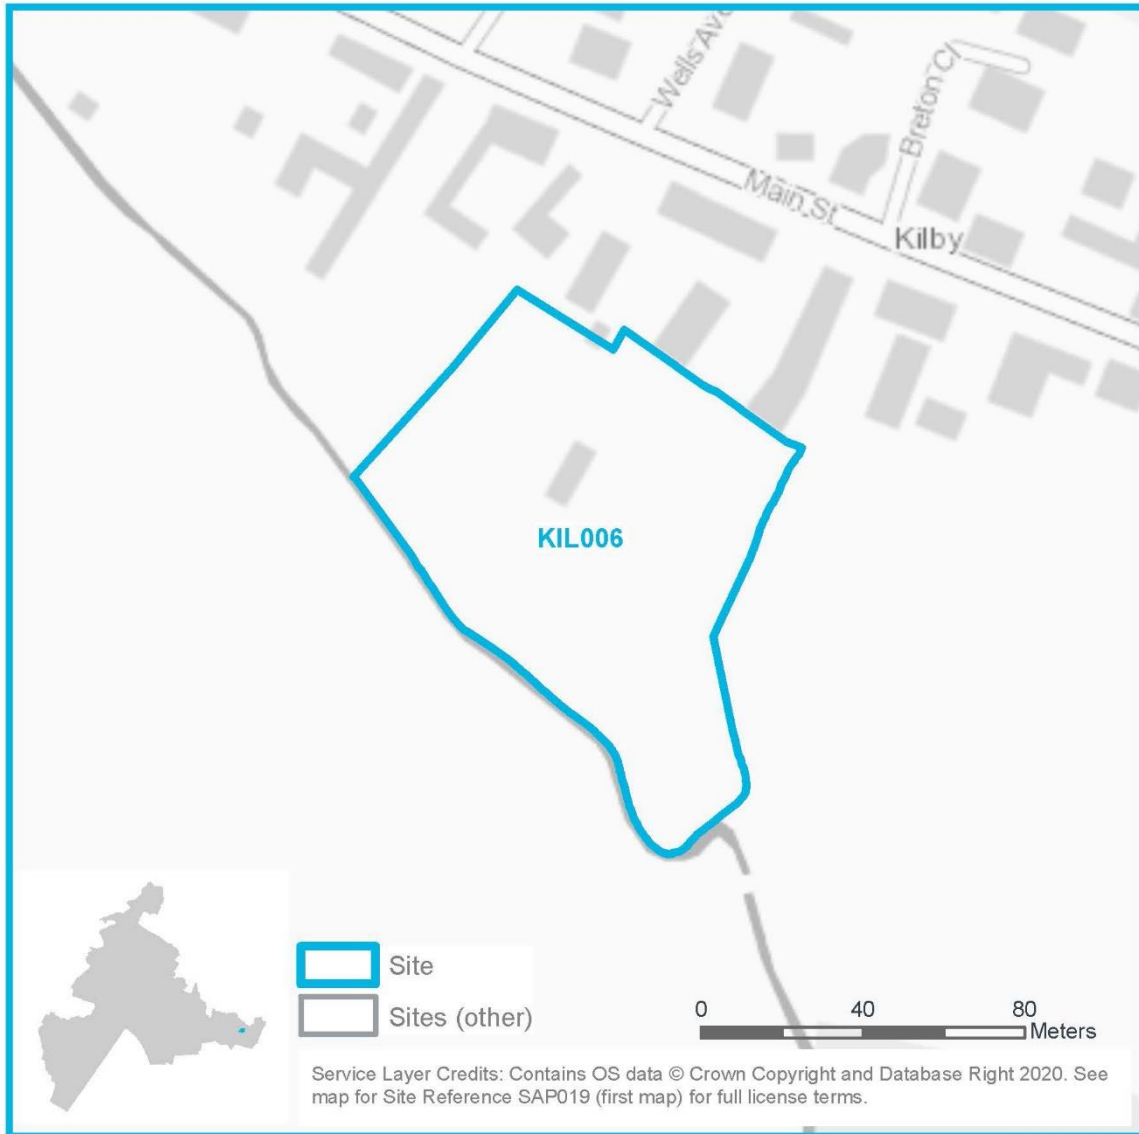 Wells Ave
Breton Cl
Main St
Kilby
KIL006
Site
Sites (other)
0 40 80
Meters
Service Layer Credits: Contains OS data © Crown Copyright and Database Right 2020. See
map for Site Reference SAP019 (first map) for full license terms.